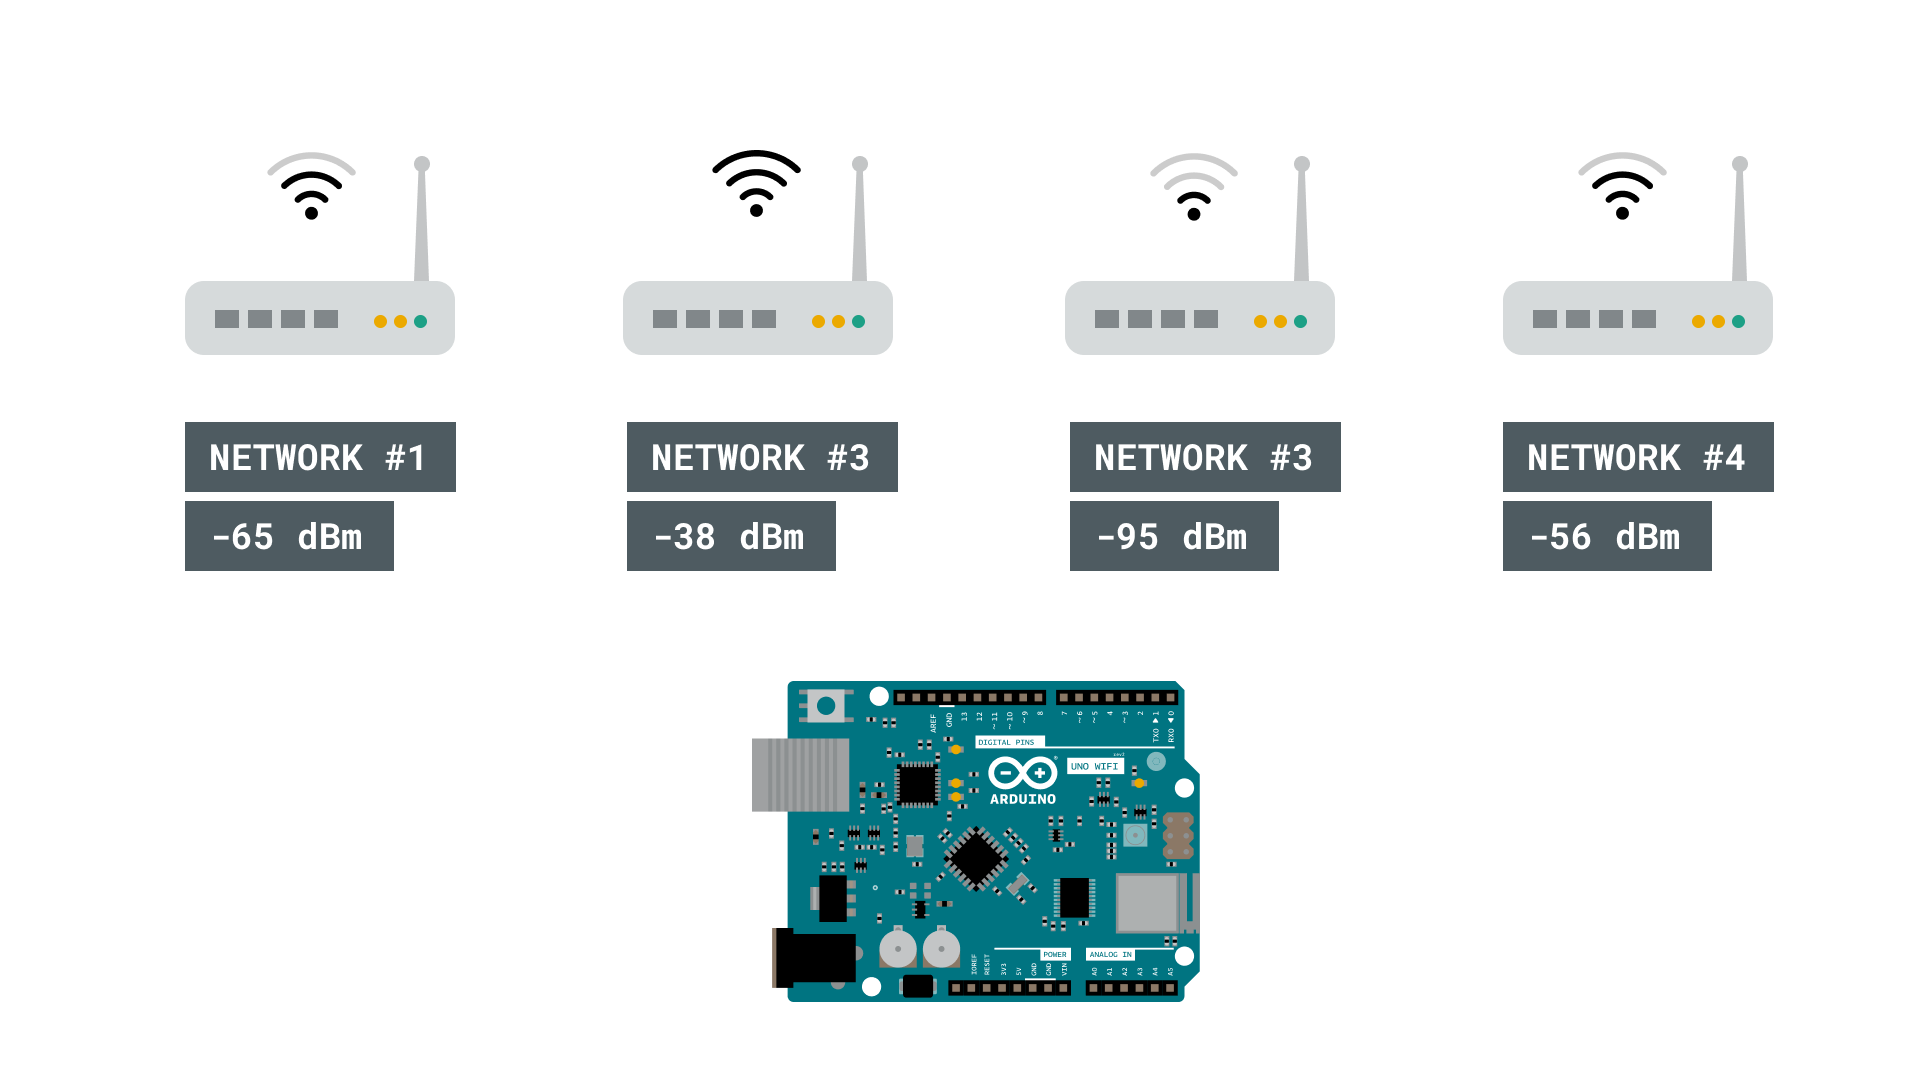 NETWORK #1
NETWORK #3
NETWORK #3
NETWORK #4
-65 dBm
-38 dBm
-95 dBm
-56 dBm
AREF
GND
13
12
~11
~10
~9
8
7
~6
~5
4
~3
2
TX0 ▶1
RX0 ◀0
DIGITAL PINS
rev2
UNO WIFI
ARDUINO
POWER
ANALOG IN
IOREF
RESET
3V3
5V
GND
GND
VIN
A0
A1
A2
A3
A4
A5